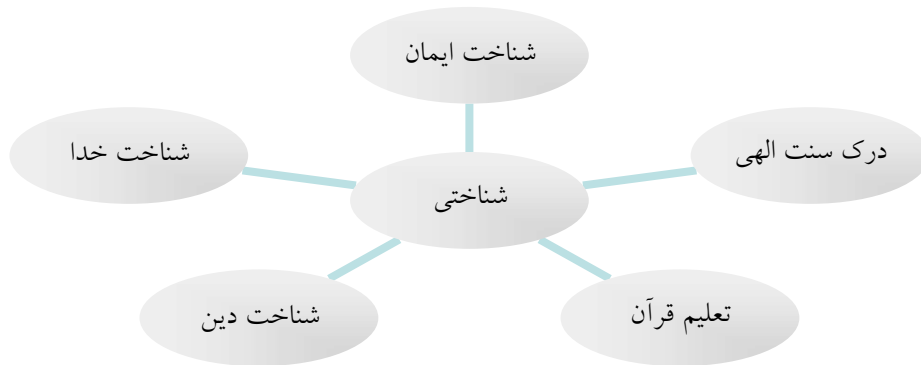 شناخت ایمان
درک سنت الهی
شناخت خدا
شناختی
تعلیم قرآن
شناخت دین